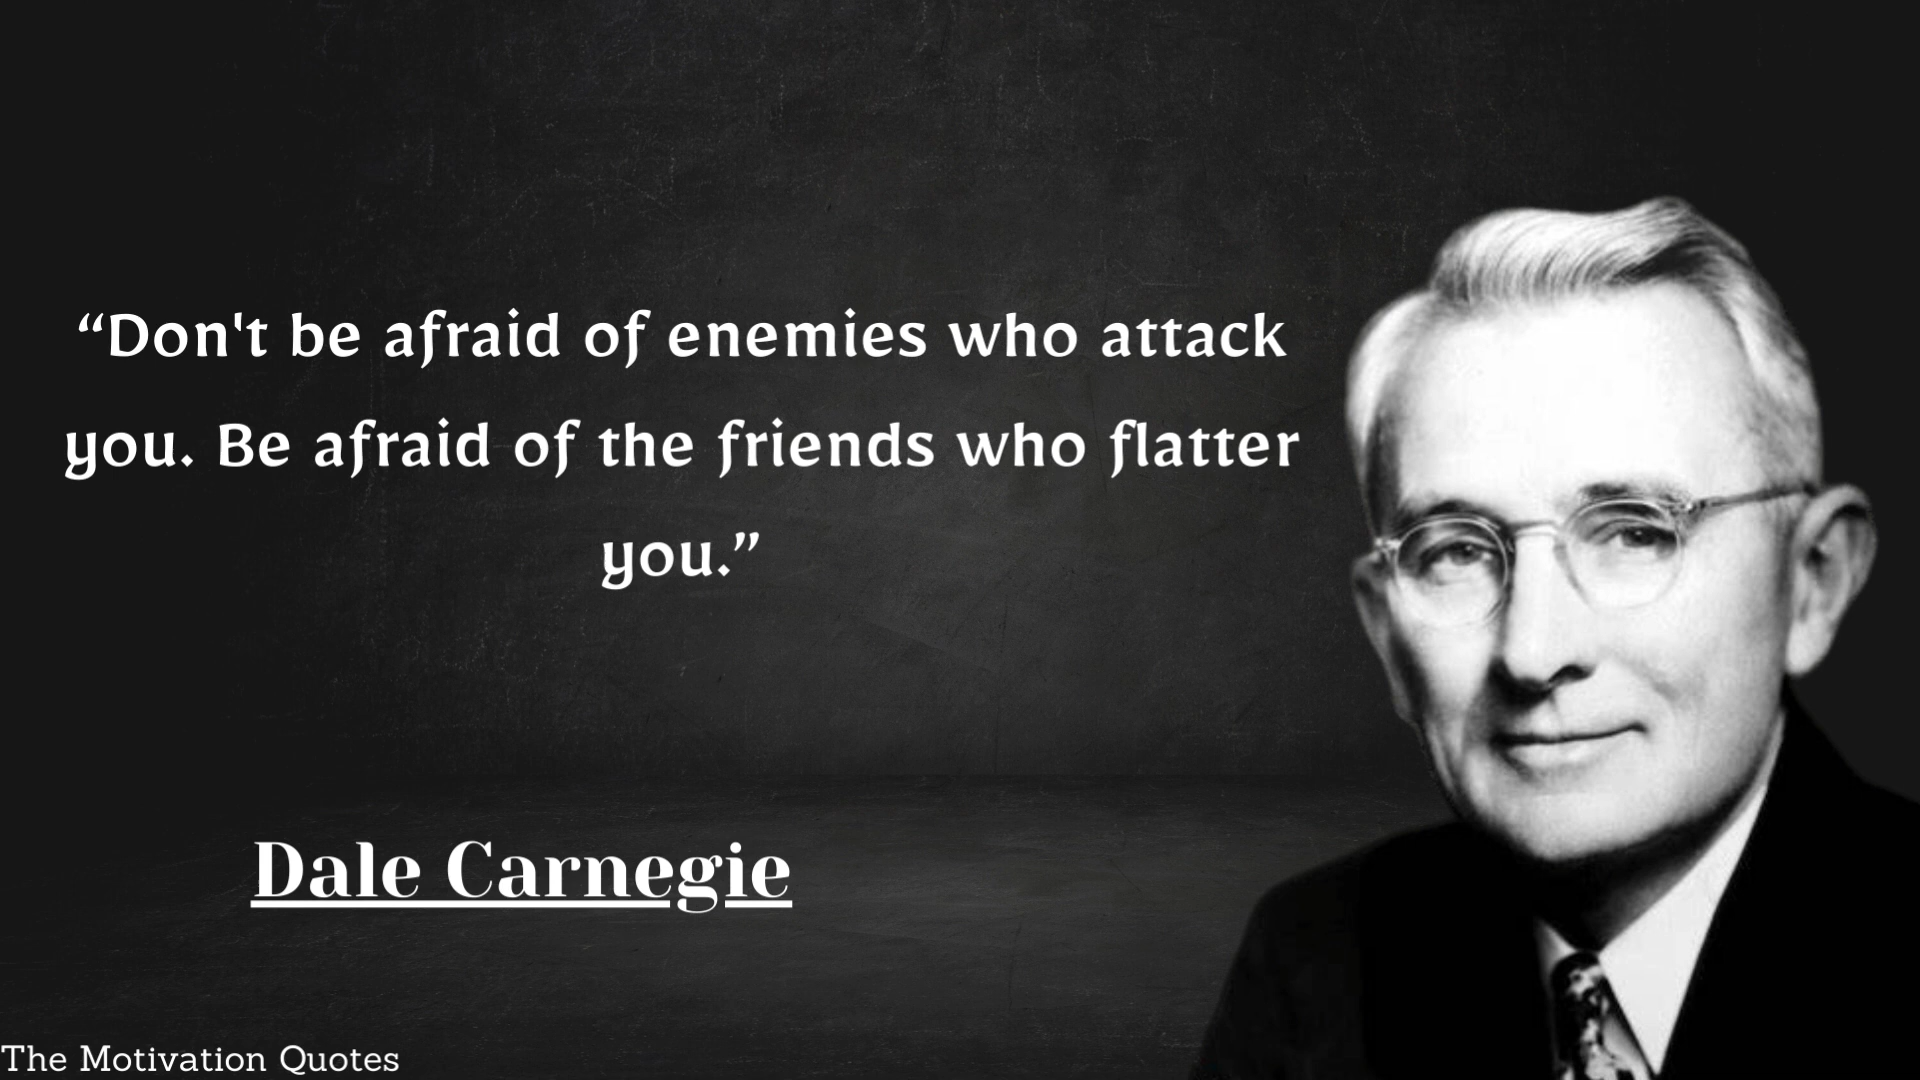 “Don't be afraid of enemies who attack
you. Be afraid of the friends who flatter
you.”
Dale Carnegie
The Motivation Quotes